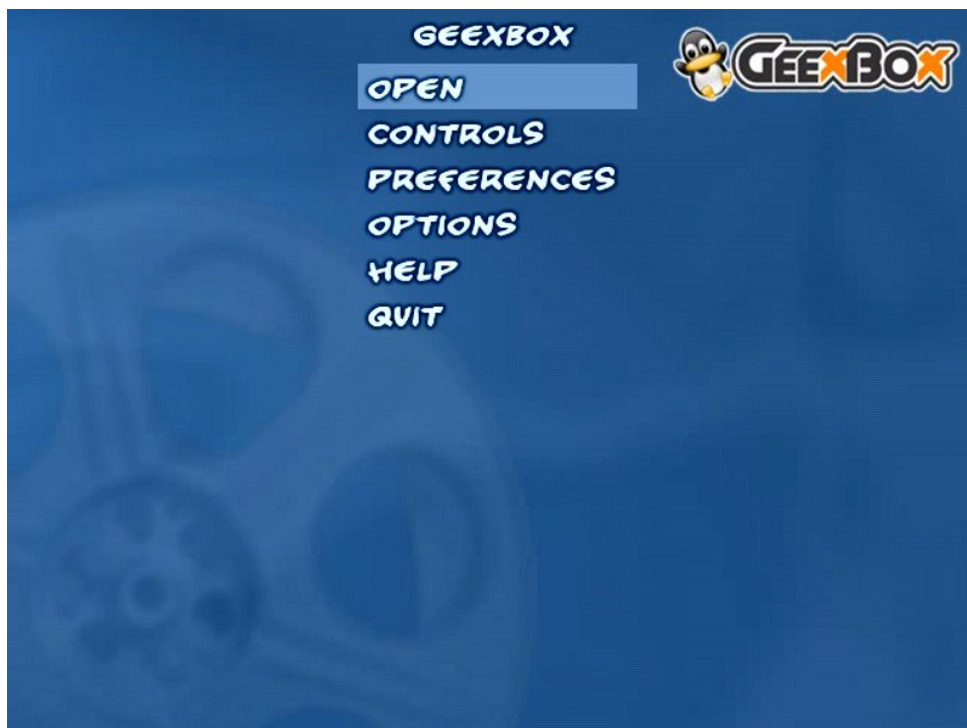 GEEXBOX
GEEXBOX
OPEN
CONTROLS
PREFERENCES
OPTIONS
HELP
QUIT